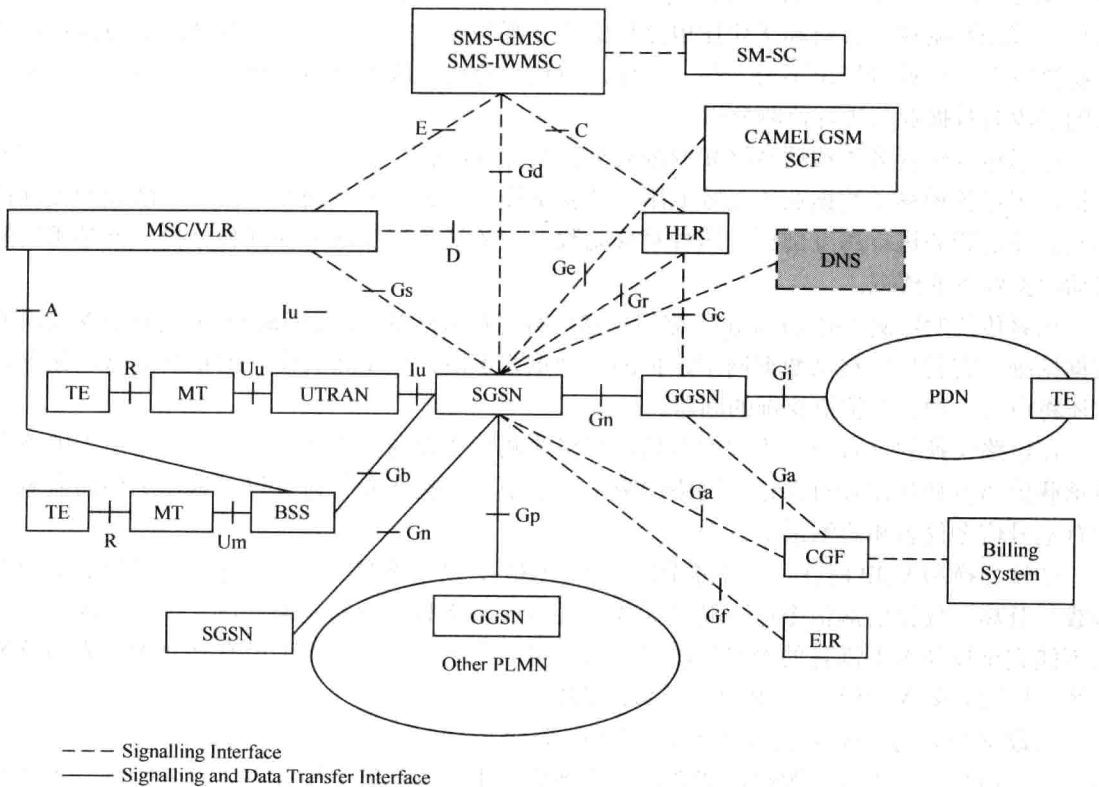 SMS-GMSC
SMS-IWMSC
SM-SC
E
C
CAMEL GSM
SCF
Gd
MSC/VLR
D
HLR
DNS
Ge
Gs
Gr
Gc
A
Iu
TE
R
MT
Uu
UTRAN
Iu
SGSN
Gn
GGSN
Gi
PDN
TE
TE
R
MT
Um
BSS
Gb
Gn
Gp
Ga
Ga
CGF
Billing
System
SGSN
GGSN
Other PLMN
Gf
EIR
Signalling Interface
Signalling and Data Transfer Interface